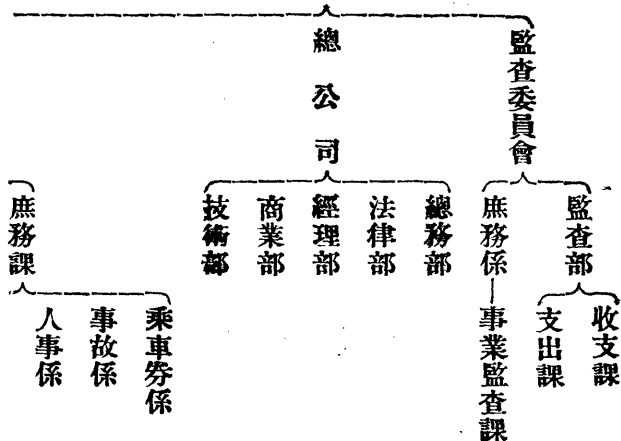 監查委員會
監查部
收支課
支出課
庶務係
事業監查課
總公司
總務部
法律部
經理部
商業部
技術部
庶務課
乘車券係
事故係
人事係